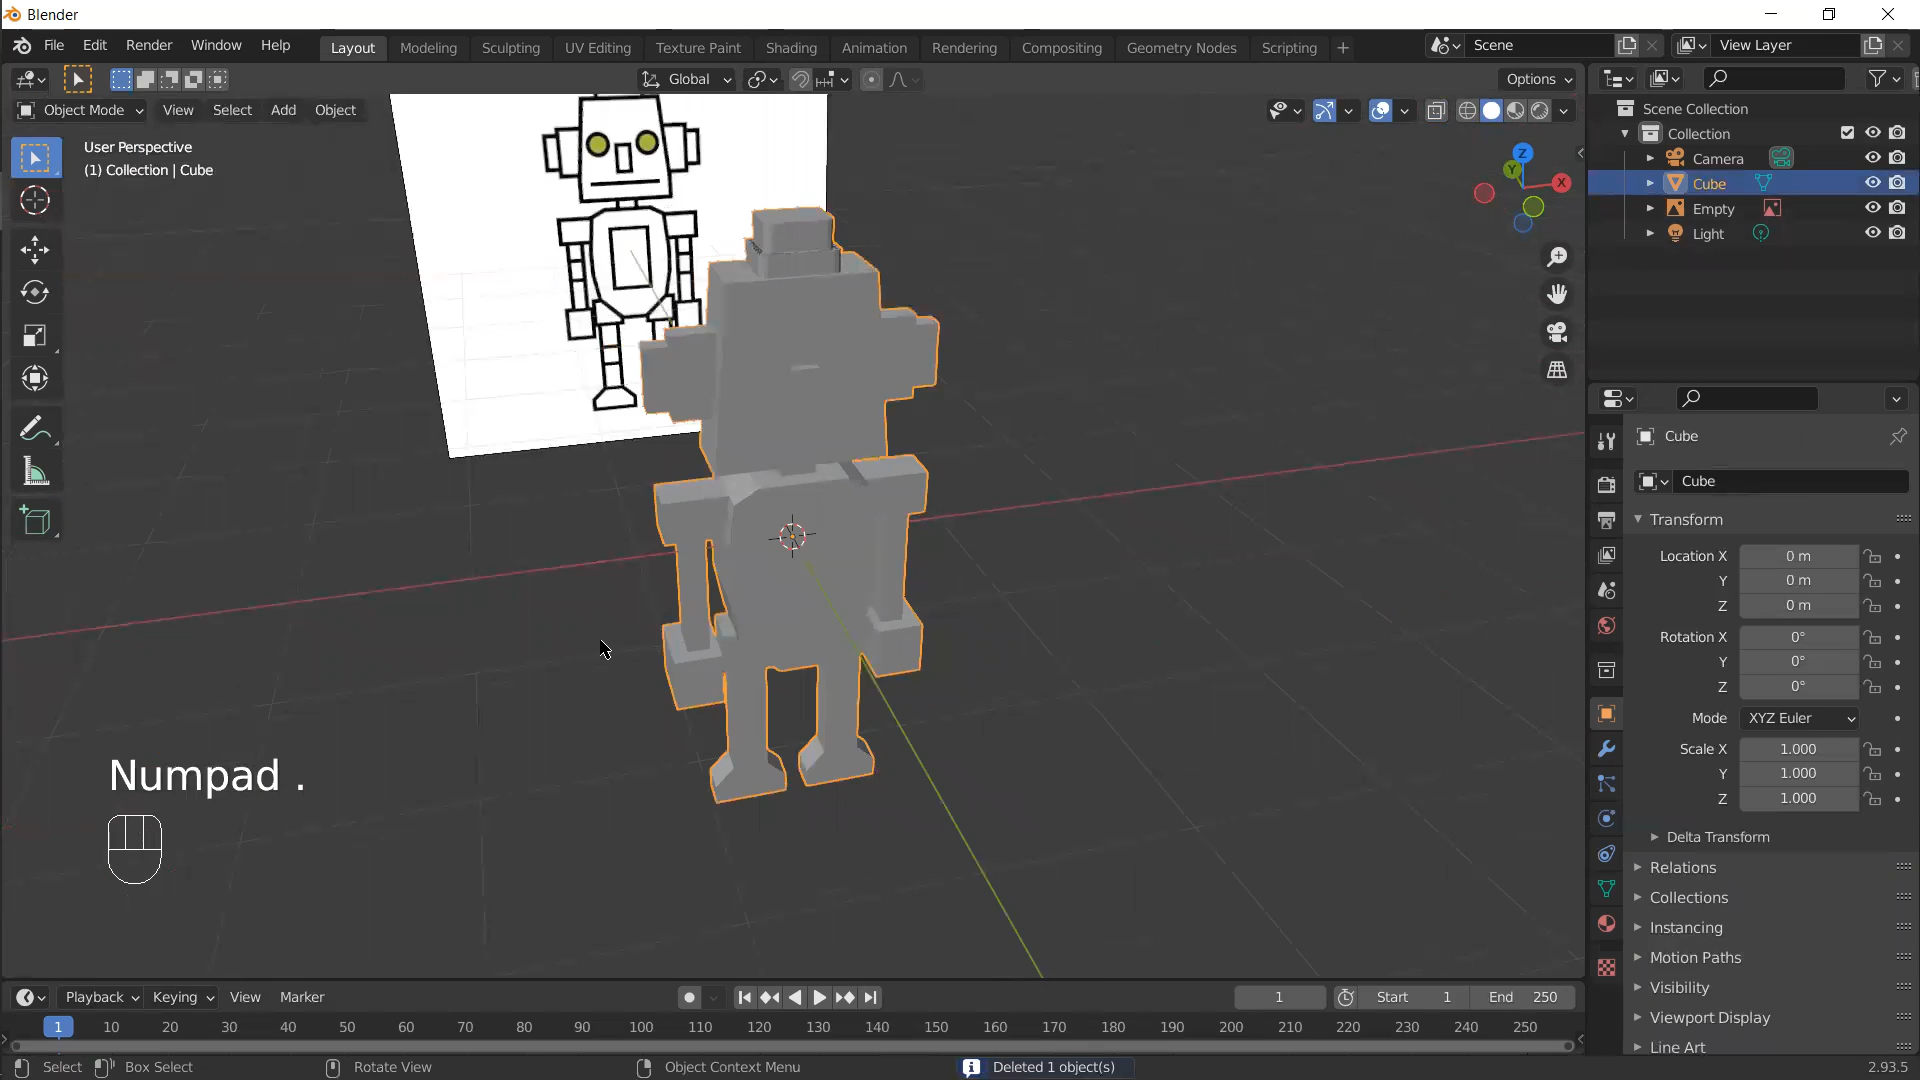 Blender
File Edit Render Window Help
Layout Modeling Sculpting UV Editing Texture Paint Shading Animation Rendering Compositing Geometry Nodes Scripting +
Scene
View Layer
Global
Options
Object Mode View Select Add Object
User Perspective
(1) Collection | Cube
Z
Y
X
Scene Collection
Collection
Camera
Cube
Empty
Light
Cube
Cube
Transform
Location X 0 m
Y 0 m
Z 0 m
Rotation X 0°
Y 0°
Z 0°
Mode XYZ Euler
Scale X 1.000
Y 1.000
Z 1.000
Delta Transform
Relations
Collections
Instancing
Motion Paths
Visibility
Viewport Display
Line Art
Numpad .
Playback Keying View Marker
1 Start 1 End 250
1 10 20 30 40 50 60 70 80 90 100 110 120 130 140 150 160 170 180 190 200 210 220 230 240 250
Select Box Select Rotate View Object Context Menu Deleted 1 object(s) 2.93.5